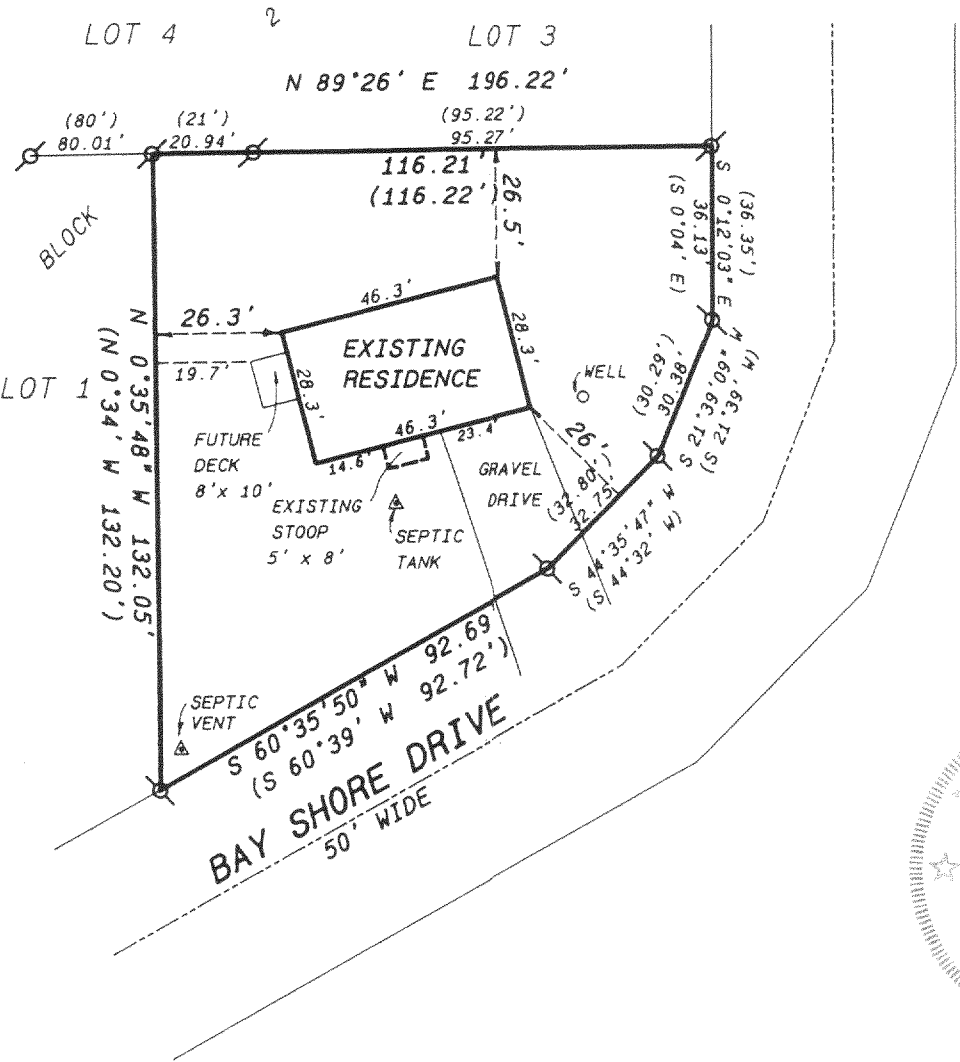 LOT 4
2
LOT 3
N 89°26' E 196.22'
(80')
80.01'
(21')
20.94'
(95.22')
95.27'
116.21'
(116.22')
26.5'
BLOCK
(36.35')
S 0°12'03" E
36.13'
(S 0°04' E)
46.3'
26.3'
28.3'
EXISTING
RESIDENCE
19.7'
28.3'
LOT 1
N 0°35'48" W 132.05'
(N 0°34' W 132.20')
WELL
(30.29')
30.38'
S 21°39'09" W
(S 21°39' W)
46.3'
14.6'
23.4'
26'
FUTURE
DECK
8'x 10'
EXISTING
STOOP
5' x 8'
SEPTIC
TANK
GRAVEL
DRIVE
(32.80')
32.75'
S 44°35'47" W
(S 44°32' W)
SEPTIC
VENT
S 60°35'50" W 92.69'
(S 60°39' W 92.72')
BAY SHORE DRIVE
50' WIDE